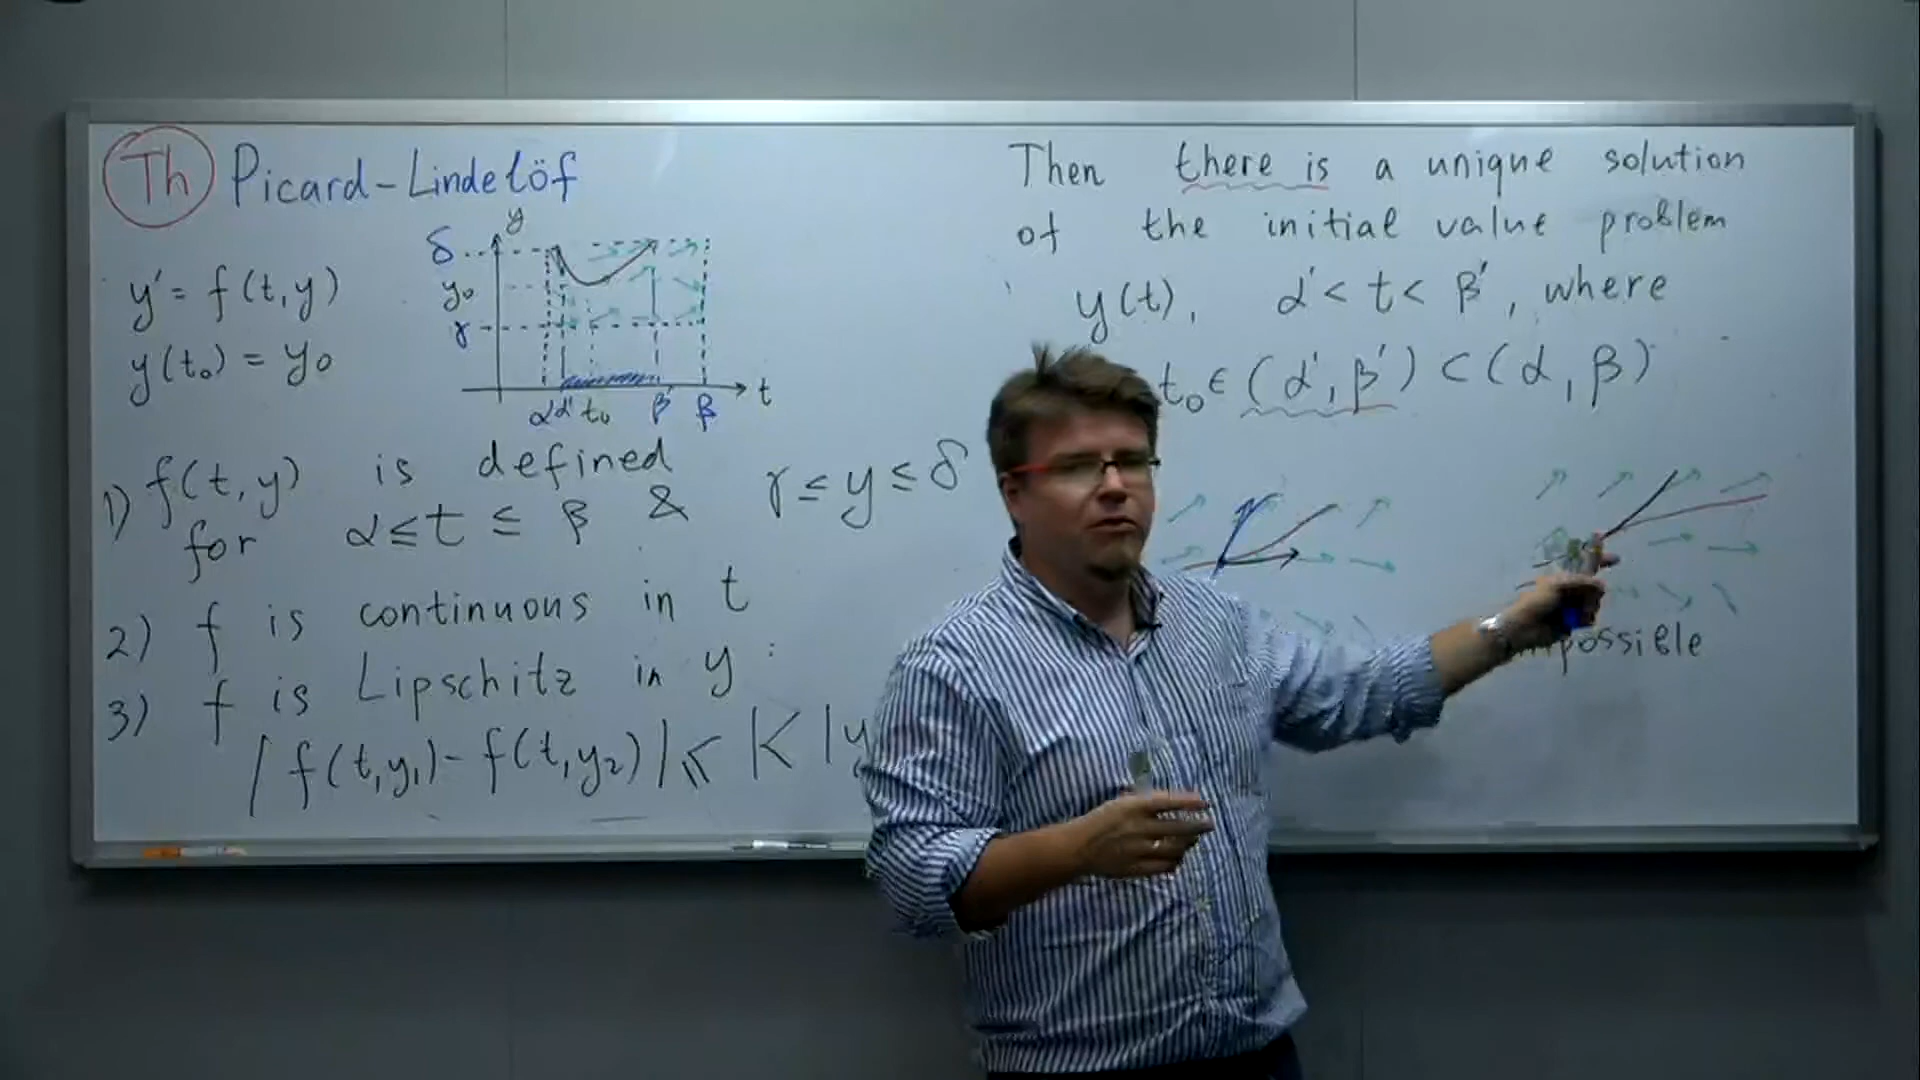 Th Picard-Lindelöf
y' = f(t,y)
y(t₀) = y₀
y
δ
y₀
γ
α α' t₀ β' β t
1) f(t,y) is defined
for α ≤ t ≤ β & γ ≤ y ≤ δ
2) f is continuous in t
3) f is Lipschitz in y :
|f(t,y₁) - f(t,y₂)| ≤ K |y
Then there is a unique solution
of the initial value problem
y(t), α' < t < β', where
t₀ ∈ (α', β') ⊂ (α, β)
possible